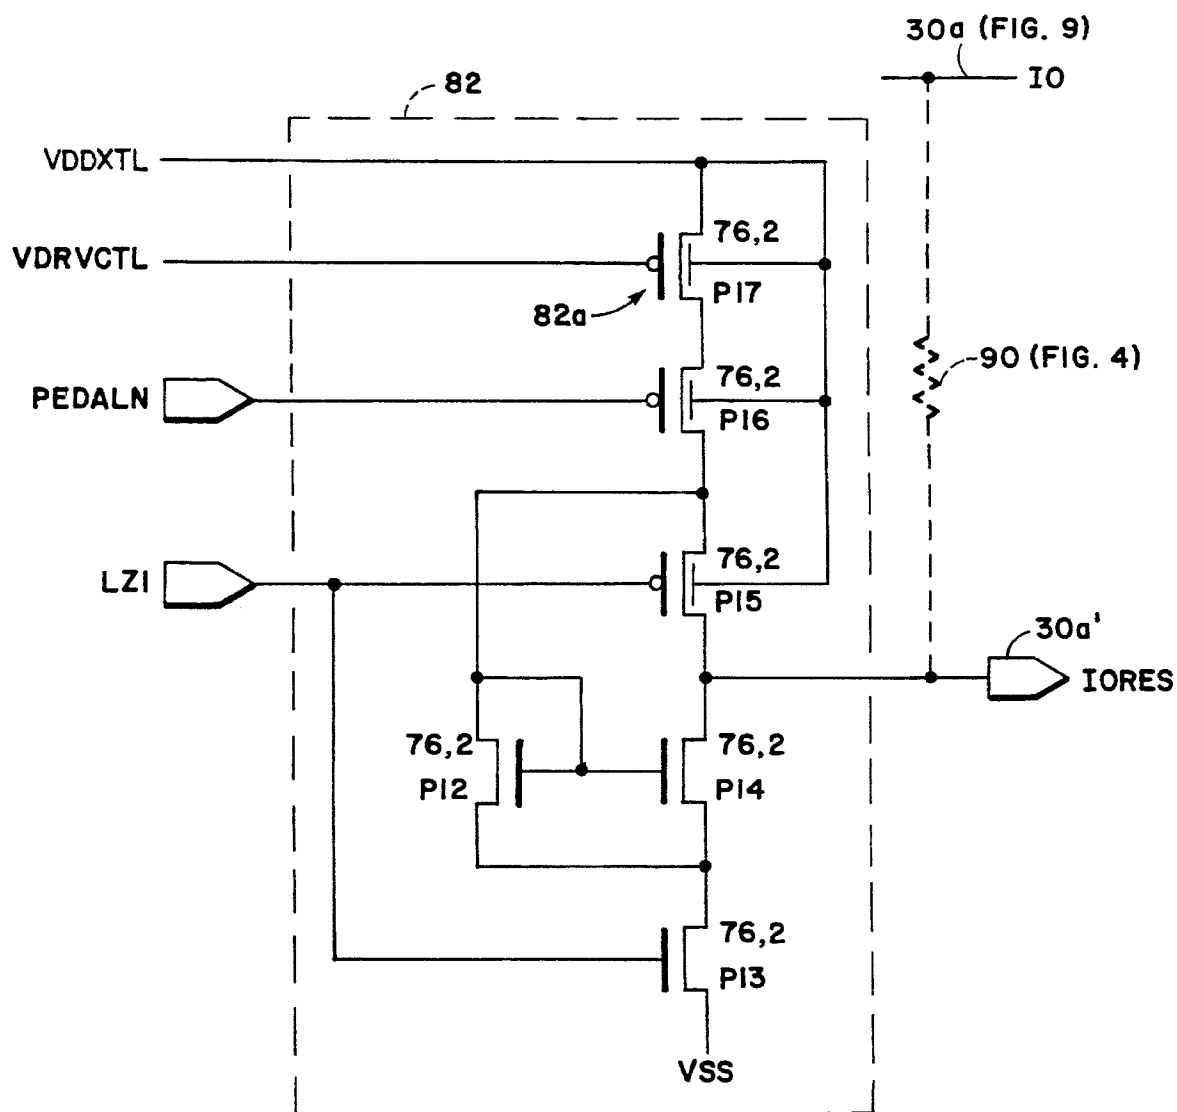 30a (FIG. 9)
IO
82
VDDXTL
76,2
VDRVCTL
P17
82a
90 (FIG. 4)
76,2
PEDALN
P16
76,2
LZ1
P15
30a'
IORES
76,2
76,2
P12
P14
76,2
P13
VSS